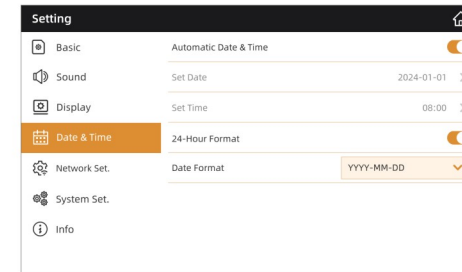 Setting
Basic
Sound
Display
Date & Time
Network Set.
System Set.
Info
Automatic Date & Time
Set Date 2024-01-01
Set Time 08:00
24-Hour Format
Date Format YYYY-MM-DD